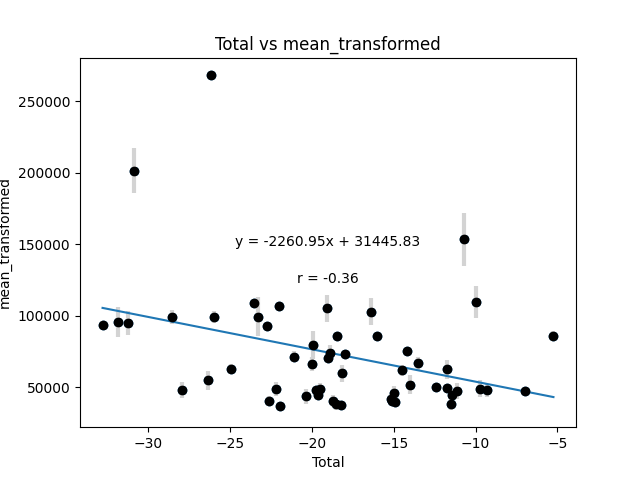 Total vs mean_transformed
mean_transformed
250000
200000
150000
100000
50000
y = -2260.95x + 31445.83
r = -0.36
−30
−25
−20
−15
−10
−5
Total